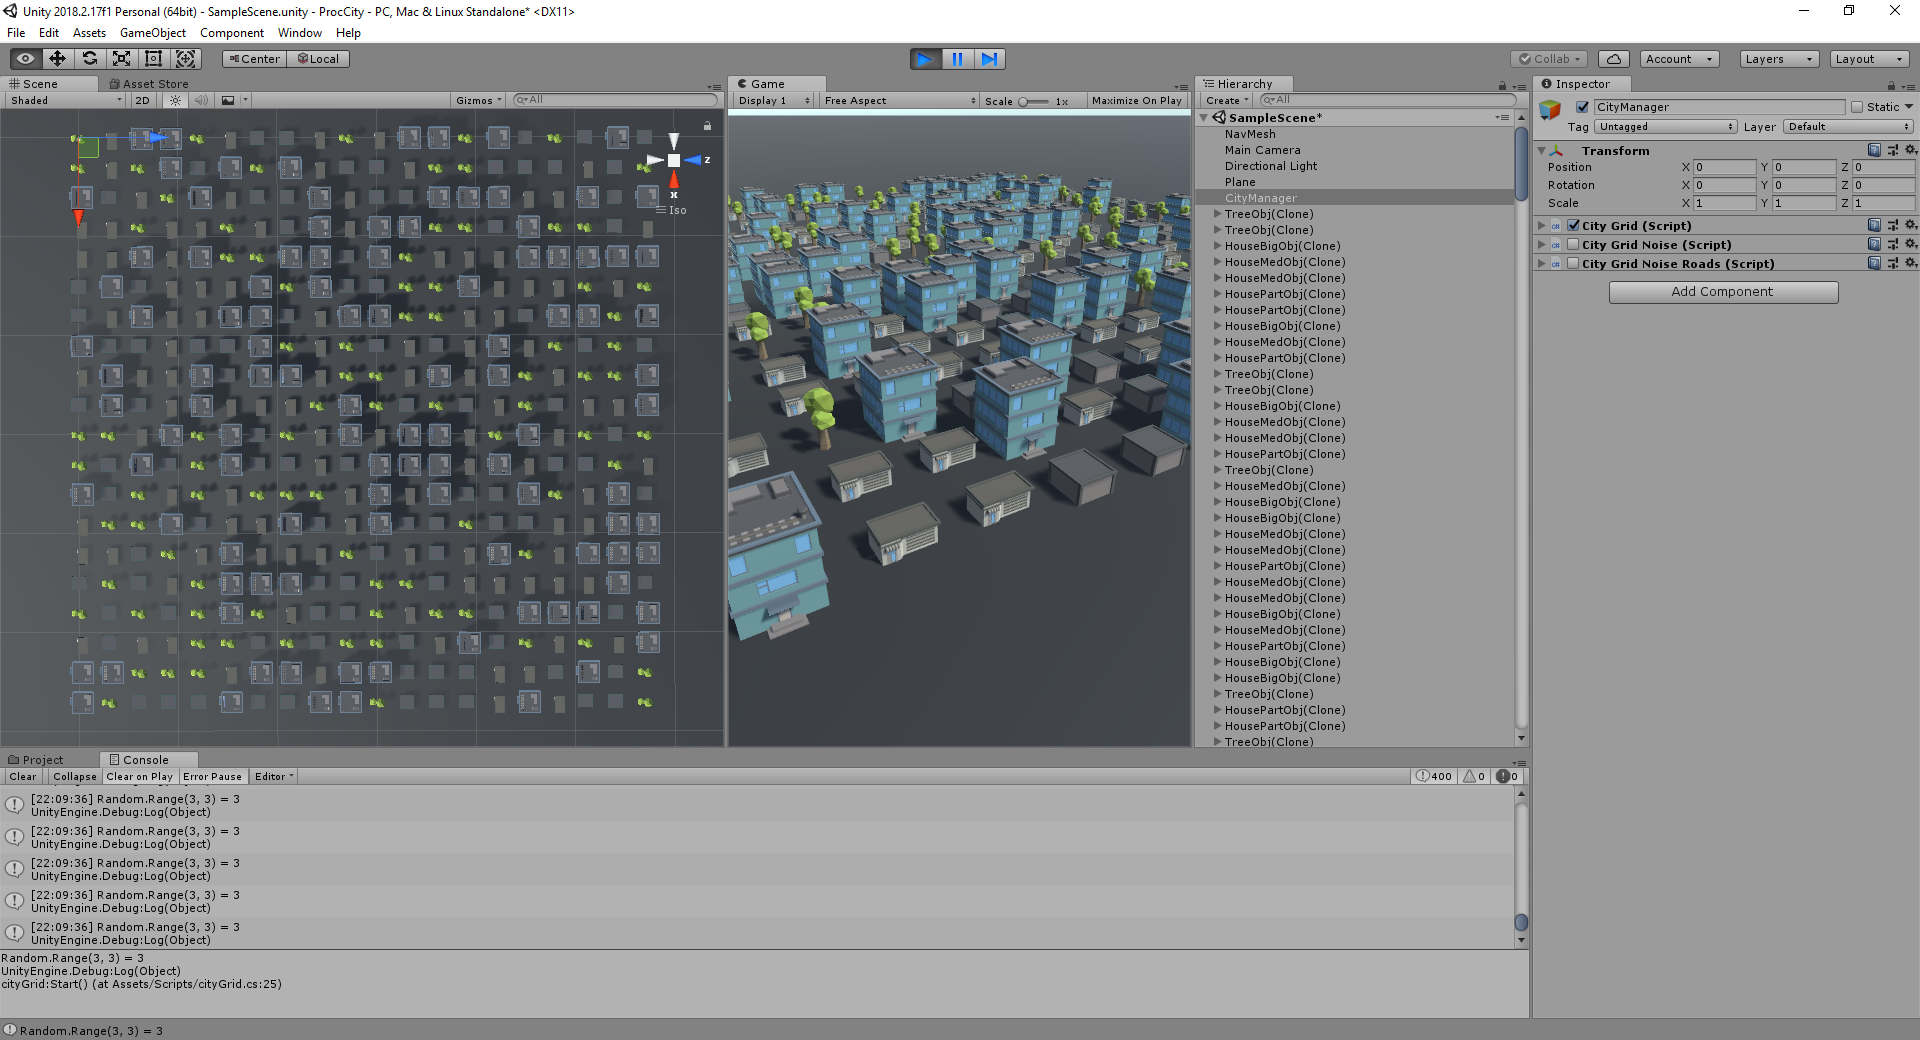 Unity 2018.2.17f1 Personal (64bit) - SampleScene.unity - ProcCity - PC, Mac & Linux Standalone* <DX11>
File Edit Assets GameObject Component Window Help
Center Local
Collab Account Layers Layout
Scene Asset Store
Shaded 2D Gizmos All
z
x
Iso
Game
Display 1 Free Aspect Scale 1x Maximize On Play
Hierarchy
Create All
SampleScene*
NavMesh
Main Camera
Directional Light
Plane
CityManager
TreeObj(Clone)
TreeObj(Clone)
HouseBigObj(Clone)
HouseMedObj(Clone)
HouseMedObj(Clone)
HousePartObj(Clone)
HousePartObj(Clone)
HouseBigObj(Clone)
HouseMedObj(Clone)
HousePartObj(Clone)
TreeObj(Clone)
TreeObj(Clone)
HouseBigObj(Clone)
HouseMedObj(Clone)
HouseMedObj(Clone)
HousePartObj(Clone)
TreeObj(Clone)
HouseMedObj(Clone)
HouseBigObj(Clone)
HouseBigObj(Clone)
HouseMedObj(Clone)
HouseMedObj(Clone)
HousePartObj(Clone)
HouseMedObj(Clone)
HouseMedObj(Clone)
HouseBigObj(Clone)
HouseMedObj(Clone)
HousePartObj(Clone)
HouseBigObj(Clone)
HouseBigObj(Clone)
TreeObj(Clone)
HousePartObj(Clone)
HousePartObj(Clone)
TreeObj(Clone)
Inspector
CityManager Static
Tag Untagged Layer Default
Transform
Position X 0 Y 0 Z 0
Rotation X 0 Y 0 Z 0
Scale X 1 Y 1 Z 1
City Grid (Script)
City Grid Noise (Script)
City Grid Noise Roads (Script)
Add Component
Project Console
Clear Collapse Clear on Play Error Pause Editor 400 0 0
[22:09:36] Random.Range(3, 3) = 3
UnityEngine.Debug:Log(Object)
[22:09:36] Random.Range(3, 3) = 3
UnityEngine.Debug:Log(Object)
[22:09:36] Random.Range(3, 3) = 3
UnityEngine.Debug:Log(Object)
[22:09:36] Random.Range(3, 3) = 3
UnityEngine.Debug:Log(Object)
[22:09:36] Random.Range(3, 3) = 3
UnityEngine.Debug:Log(Object)
Random.Range(3, 3) = 3
UnityEngine.Debug:Log(Object)
cityGrid:Start() (at Assets/Scripts/cityGrid.cs:25)
Random.Range(3, 3) = 3